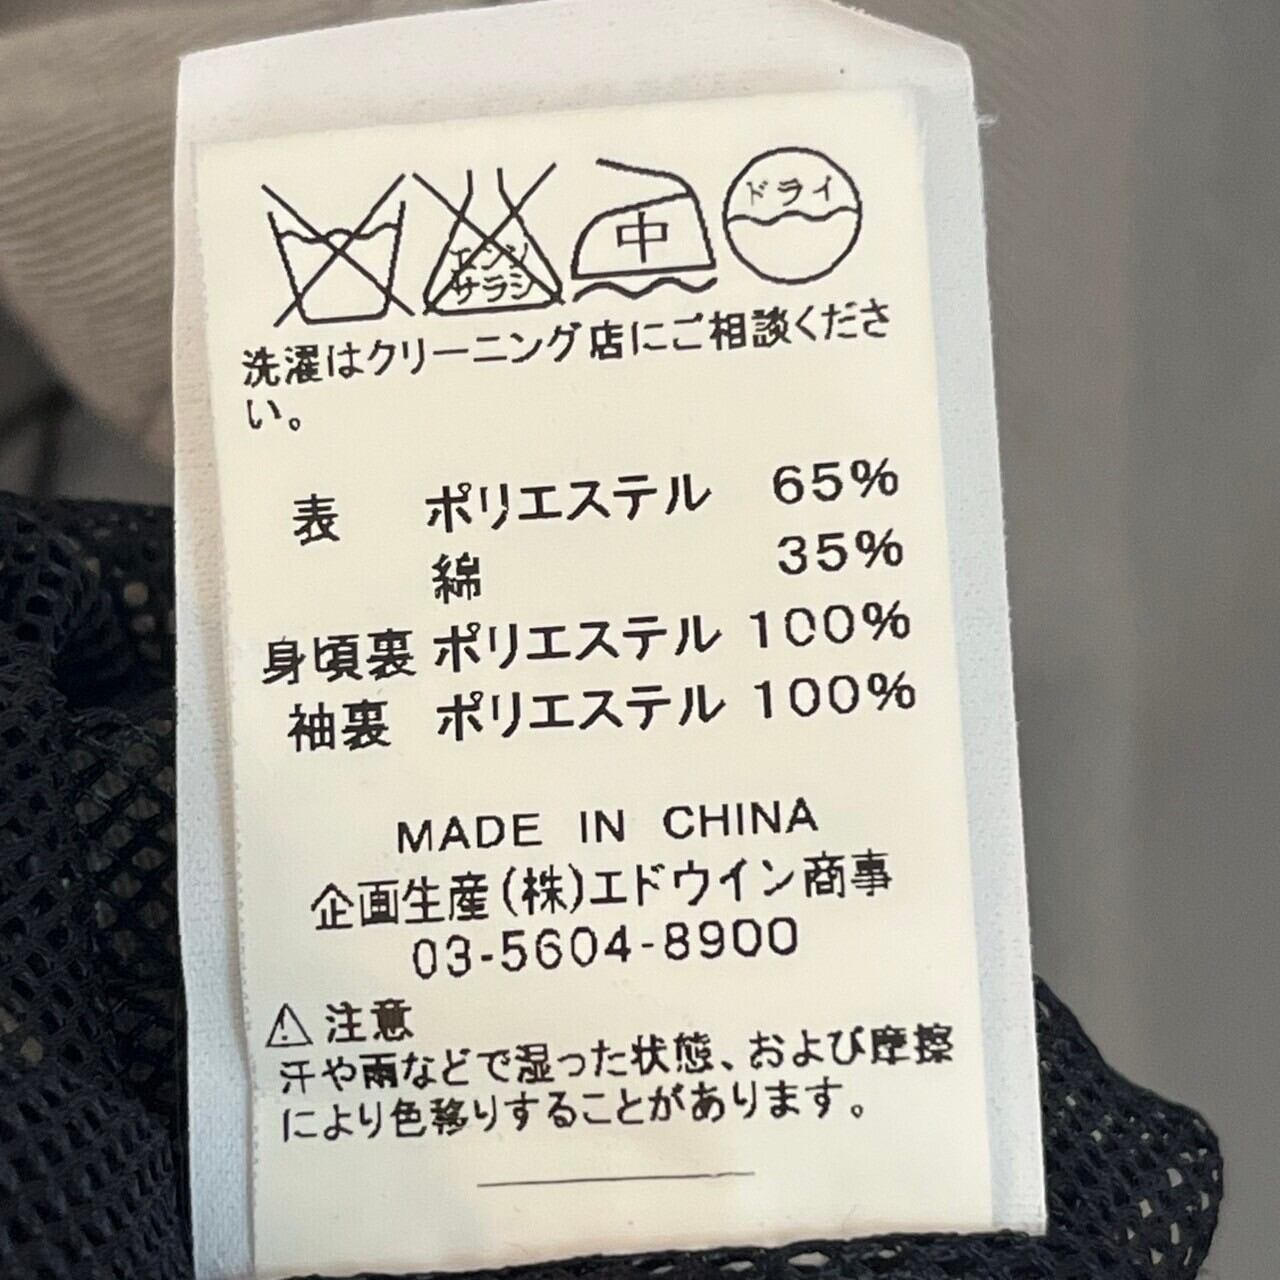 エンソ
サラシ
中
ドライ
洗濯はクリーニング店にご相談くださ
い。
表 ポリエステル 65%
綿 35%
身頃裏 ポリエステル 100%
袖裏 ポリエステル 100%
MADE IN CHINA
企画生産(株)エドウイン商事
03-5604-8900
⚠注意
汗や雨などで湿った状態、および摩擦
により色移りすることがあります。